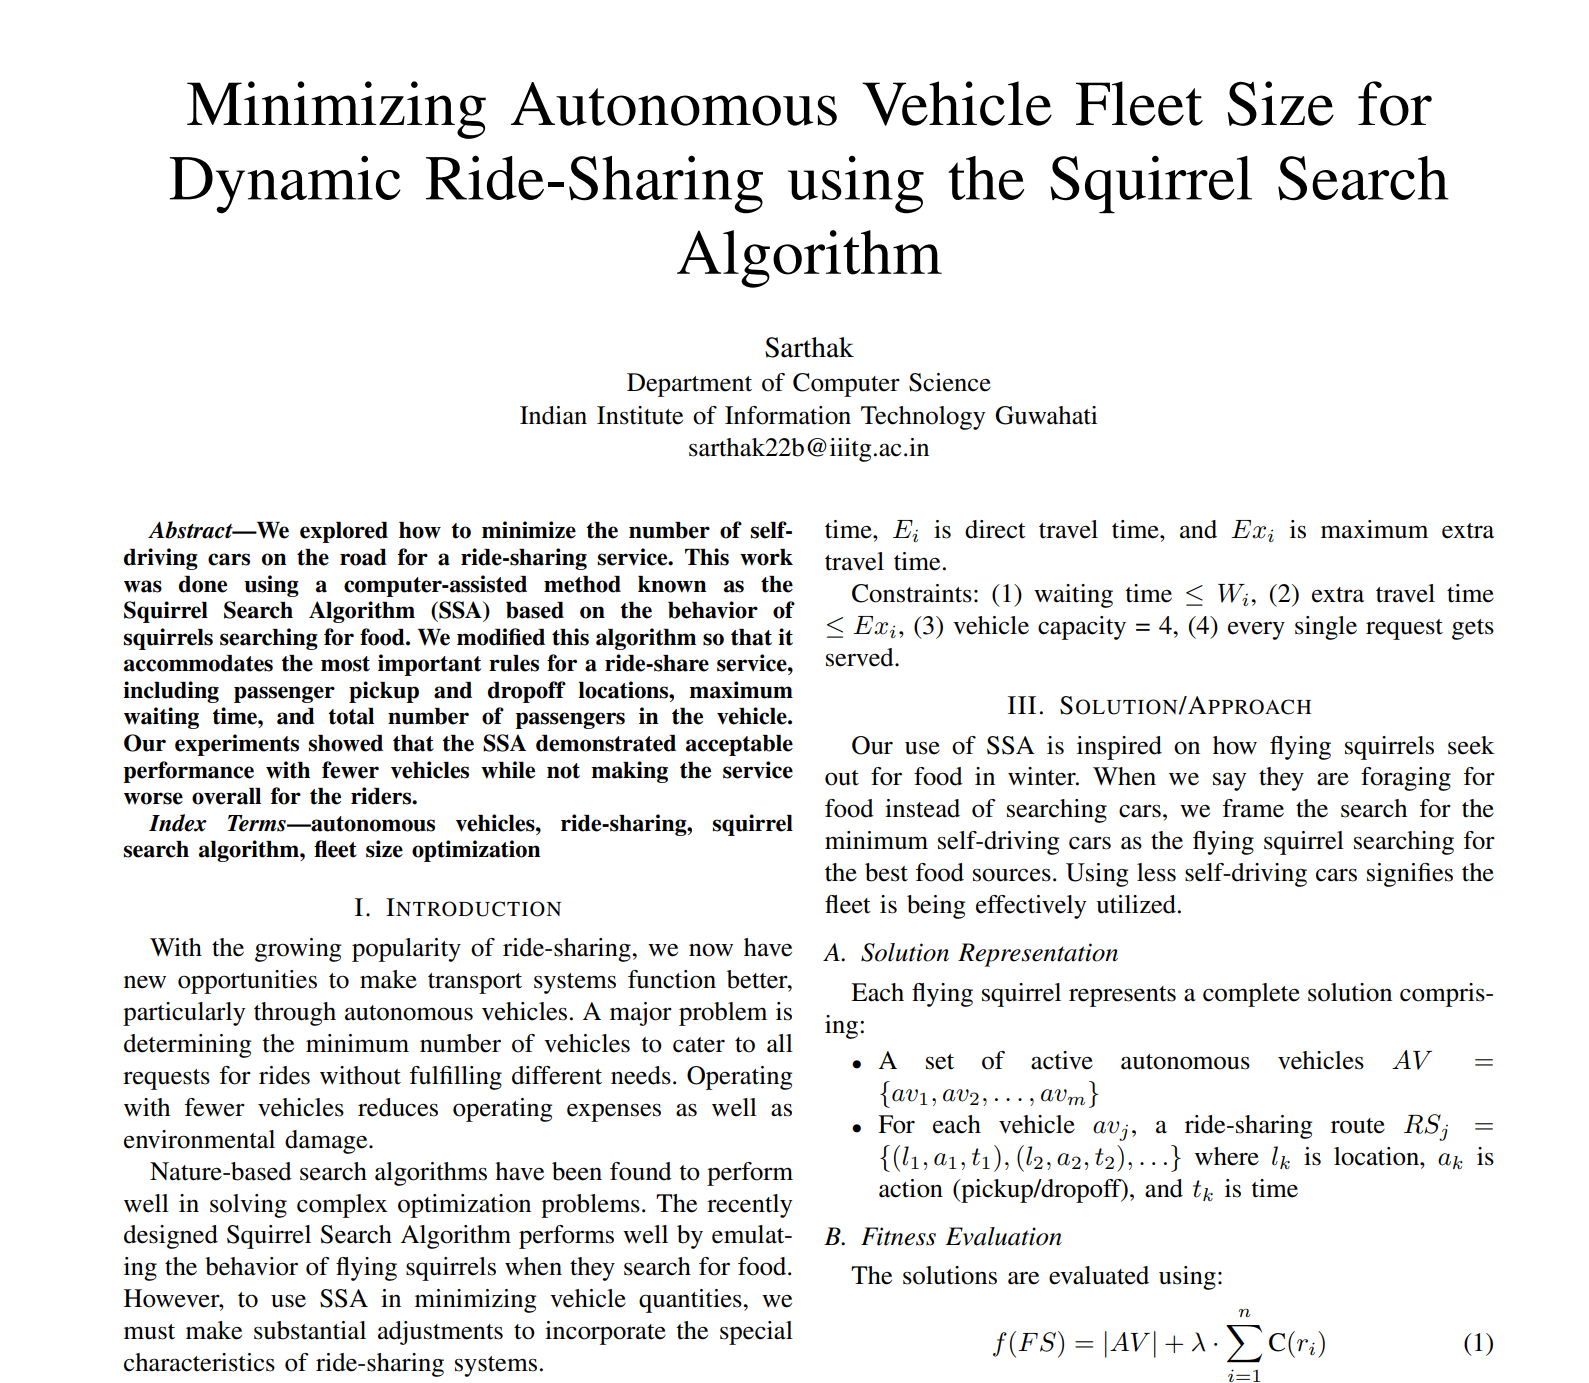 Minimizing Autonomous Vehicle Fleet Size for
Dynamic Ride-Sharing using the Squirrel Search
Algorithm
Sarthak
Department of Computer Science
Indian Institute of Information Technology Guwahati
sarthak22b@iiitg.ac.in
Abstract—We explored how to minimize the number of self-
driving cars on the road for a ride-sharing service. This work
was done using a computer-assisted method known as the
Squirrel Search Algorithm (SSA) based on the behavior of
squirrels searching for food. We modified this algorithm so that it
accommodates the most important rules for a ride-share service,
including passenger pickup and dropoff locations, maximum
waiting time, and total number of passengers in the vehicle.
Our experiments showed that the SSA demonstrated acceptable
performance with fewer vehicles while not making the service
worse overall for the riders.
Index Terms—autonomous vehicles, ride-sharing, squirrel
search algorithm, fleet size optimization
I. INTRODUCTION
With the growing popularity of ride-sharing, we now have
new opportunities to make transport systems function better,
particularly through autonomous vehicles. A major problem is
determining the minimum number of vehicles to cater to all
requests for rides without fulfilling different needs. Operating
with fewer vehicles reduces operating expenses as well as
environmental damage.
Nature-based search algorithms have been found to perform
well in solving complex optimization problems. The recently
designed Squirrel Search Algorithm performs well by emulat-
ing the behavior of flying squirrels when they search for food.
However, to use SSA in minimizing vehicle quantities, we
must make substantial adjustments to incorporate the special
characteristics of ride-sharing systems.
time, E_i is direct travel time, and Ex_i is maximum extra
travel time.
Constraints: (1) waiting time ≤ W_i, (2) extra travel time
≤ Ex_i, (3) vehicle capacity = 4, (4) every single request gets
served.
III. SOLUTION/APPROACH
Our use of SSA is inspired on how flying squirrels seek
out for food in winter. When we say they are foraging for
food instead of searching cars, we frame the search for the
minimum self-driving cars as the flying squirrel searching for
the best food sources. Using less self-driving cars signifies the
fleet is being effectively utilized.
A. Solution Representation
Each flying squirrel represents a complete solution compris-
ing:
• A set of active autonomous vehicles AV =
{av_1, av_2, . . . , av_m}
• For each vehicle av_j, a ride-sharing route RS_j =
{(l_1, a_1, t_1), (l_2, a_2, t_2), . . .} where l_k is location, a_k is
action (pickup/dropoff), and t_k is time
B. Fitness Evaluation
The solutions are evaluated using:
f(FS) = |AV| + λ · ∑_{i=1}^{n} C(r_i) (1)